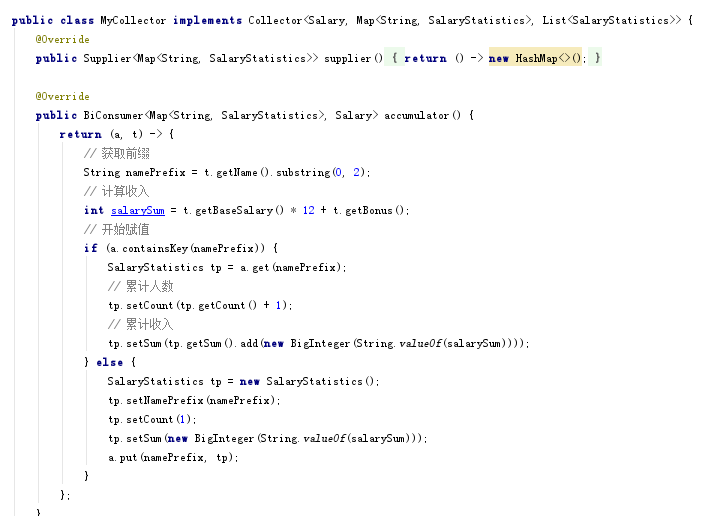 public class MyCollector implements Collector<Salary, Map<String, SalaryStatistics>, List<SalaryStatistics>> {
@Override
public Supplier<Map<String, SalaryStatistics>> supplier() { return () -> new HashMap<>(); }
@Override
public BiConsumer<Map<String, SalaryStatistics>, Salary> accumulator() {
return (a, t) -> {
// 获取前缀
String namePrefix = t.getName().substring(0, 2);
// 计算收入
int salarySum = t.getBaseSalary() * 12 + t.getBonus();
// 开始赋值
if (a.containsKey(namePrefix)) {
SalaryStatistics tp = a.get(namePrefix);
// 累计人数
tp.setCount(tp.getCount() + 1);
// 累计收入
tp.setSum(tp.getSum().add(new BigInteger(String.valueOf(salarySum))));
} else {
SalaryStatistics tp = new SalaryStatistics();
tp.setNamePrefix(namePrefix);
tp.setCount(1);
tp.setSum(new BigInteger(String.valueOf(salarySum)));
a.put(namePrefix, tp);
}
};
}